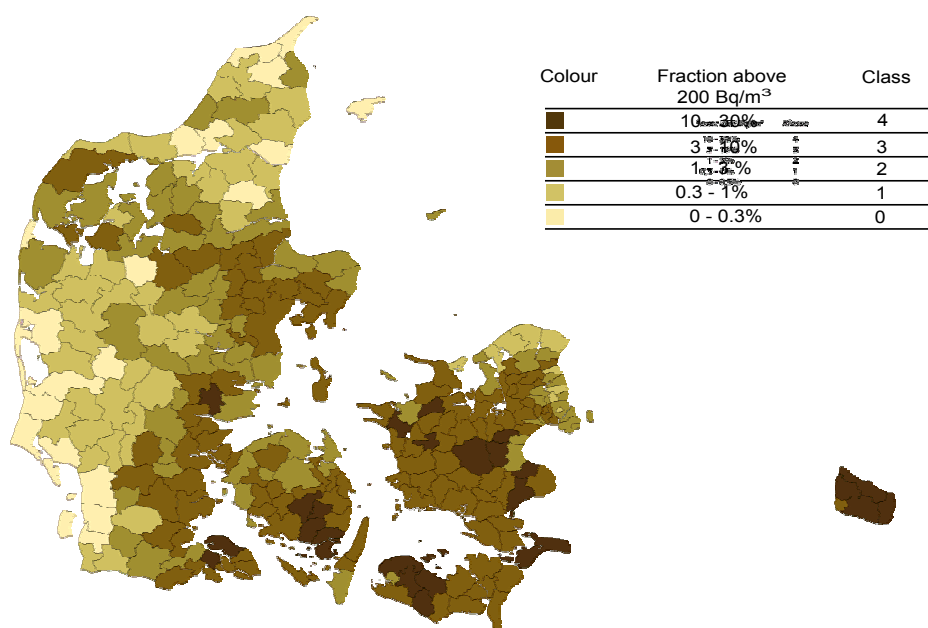 Colour Fraction above Class
200 Bq/m³
10 - 30% 4
3 - 10% 3
1 - 3 % 2
0.3 - 1% 1
0 - 0.3% 0